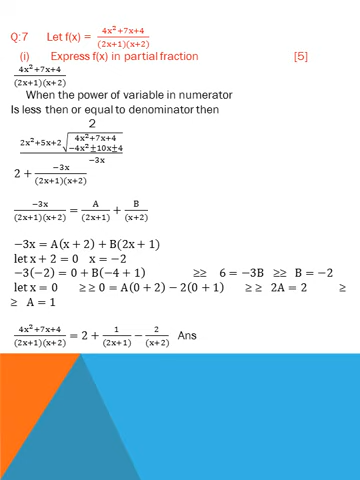 Q:7 Let f(x) = 4x²+7x+4/(2x+1)(x+2)
(i) Express f(x) in partial fraction [5]
4x²+7x+4/(2x+1)(x+2)
When the power of variable in numerator
Is less then or equal to denominator then
2
2x²+5x+2√4x²+7x+4
−4x²±10x±4
−3x
2 + −3x/(2x+1)(x+2)
−3x/(2x+1)(x+2) = A/(2x+1) + B/(x+2)
−3x = A(x + 2) + B(2x + 1)
let x + 2 = 0 x = −2
−3(−2) = 0 + B(−4 + 1) ≥≥ 6 = −3B ≥≥ B = −2
let x = 0 ≥≥ 0 = A(0 + 2) − 2(0 + 1) ≥≥ 2A = 2 ≥
≥ A = 1
4x²+7x+4/(2x+1)(x+2) = 2 + 1/(2x+1) − 2/(x+2) Ans